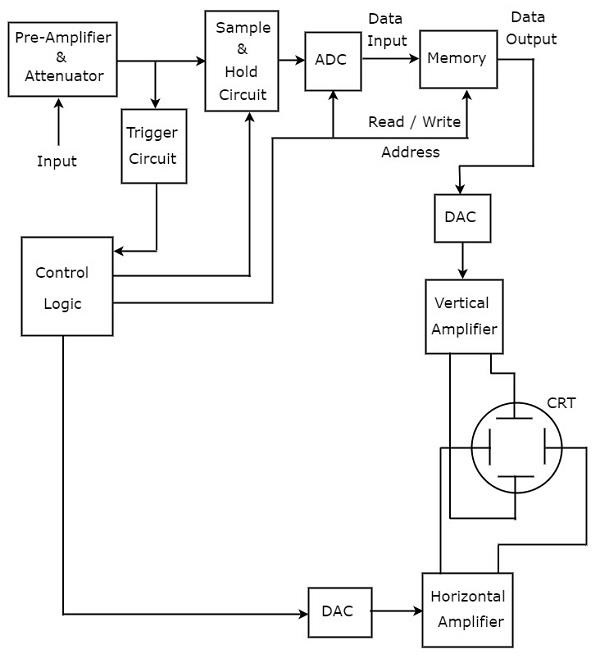 Pre-Amplifier
&
Attenuator
Input
Trigger
Circuit
Sample
&
Hold
Circuit
ADC
Data
Input
Memory
Data
Output
Read / Write
Address
Control
Logic
DAC
Vertical
Amplifier
CRT
DAC
Horizontal
Amplifier